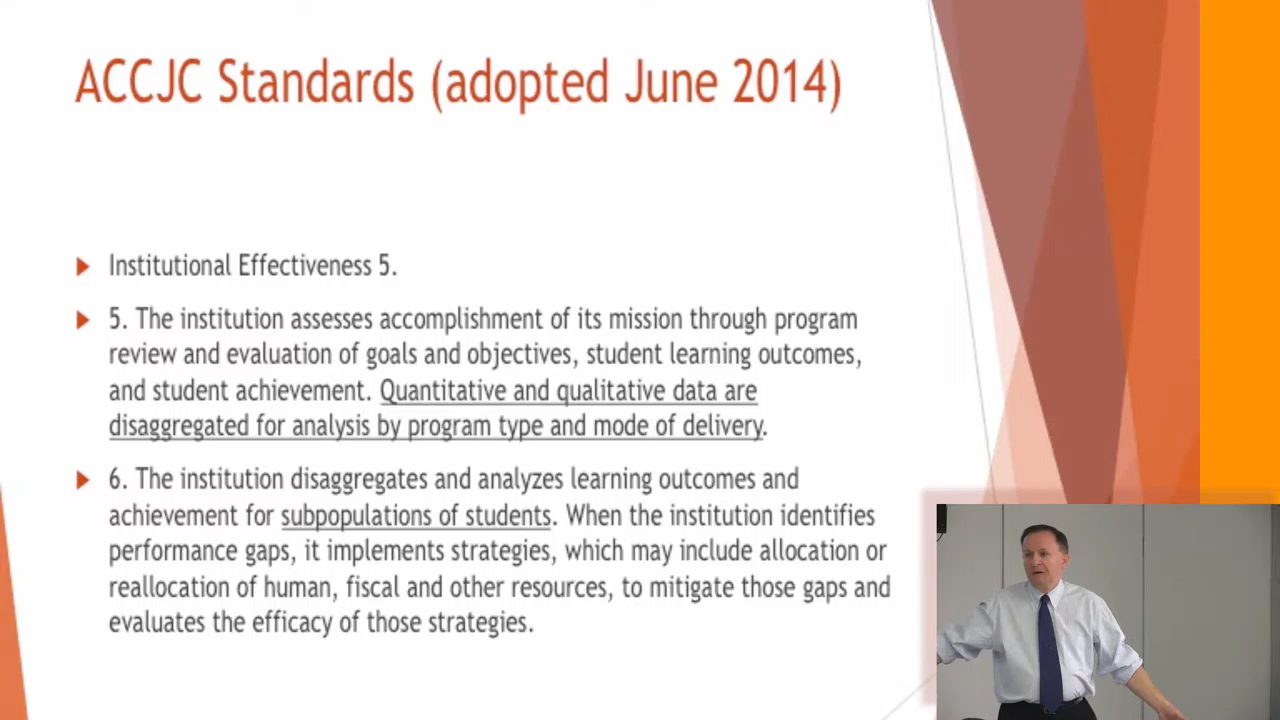 ACCJC Standards (adopted June 2014)
Institutional Effectiveness 5.
5. The institution assesses accomplishment of its mission through program
review and evaluation of goals and objectives, student learning outcomes,
and student achievement. Quantitative and qualitative data are
disaggregated for analysis by program type and mode of delivery.
6. The institution disaggregates and analyzes learning outcomes and
achievement for subpopulations of students. When the institution identifies
performance gaps, it implements strategies, which may include allocation or
reallocation of human, fiscal and other resources, to mitigate those gaps and
evaluates the efficacy of those strategies.